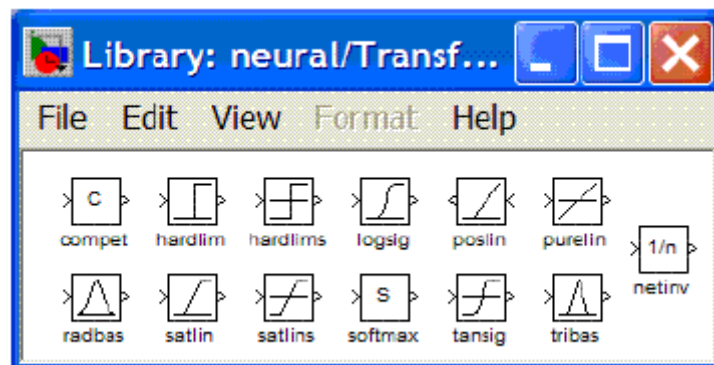 Library: neural/Transf...
File Edit View Format Help
C
compet hardlim hardlims logsig poslin purelin
1/n
netinv
S
radbas satlin satlins softmax tansig tribas